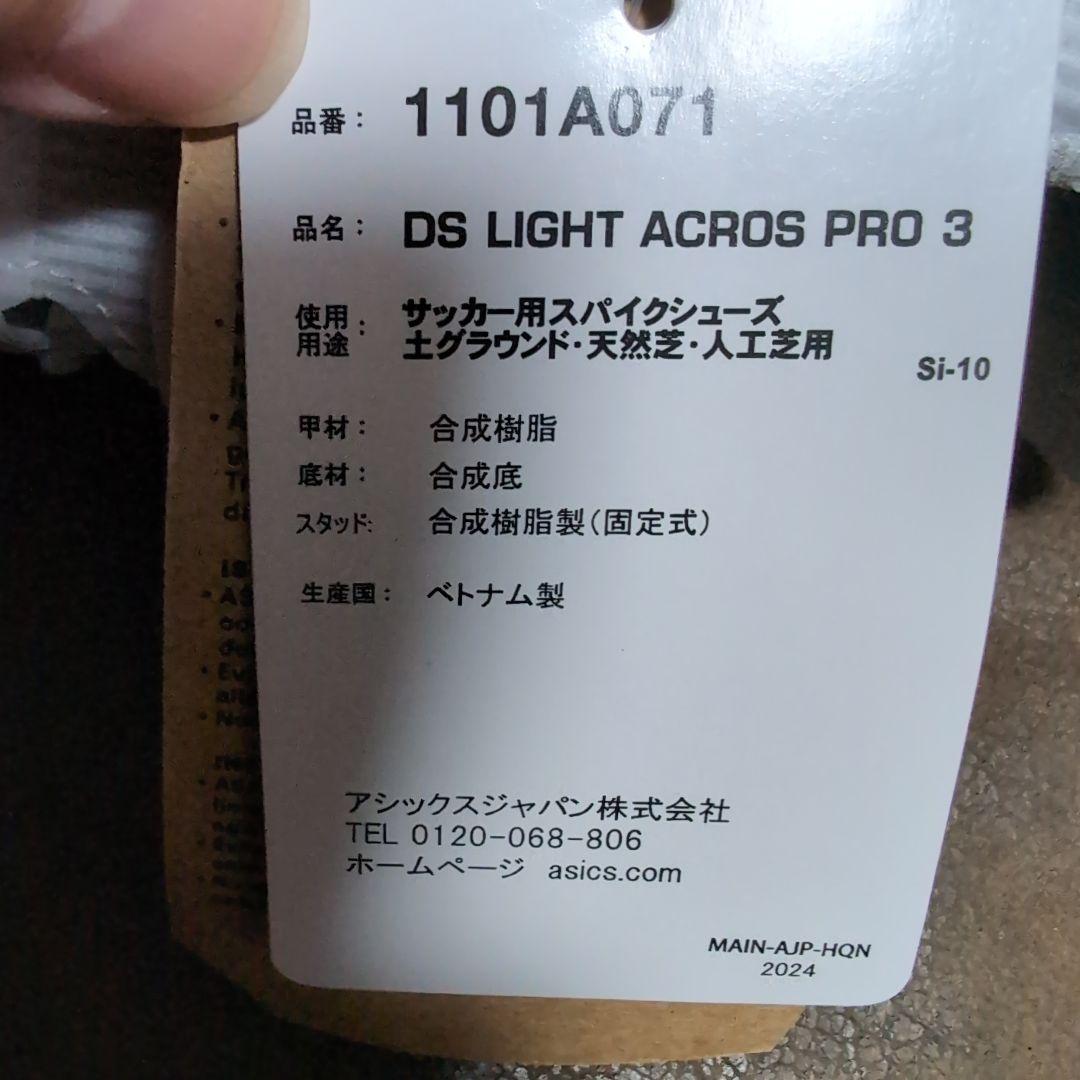 品番： 1101A071
品名： DS LIGHT ACROS PRO 3
使用用途： サッカー用スパイクシューズ
土グラウンド・天然芝・人工芝用
Si-10
甲材： 合成樹脂
底材： 合成底
スタッド: 合成樹脂製（固定式）
生産国： ベトナム製
アシックスジャパン株式会社
TEL 0120-068-806
ホームページ asics.com
MAIN-AJP-HQN
2024